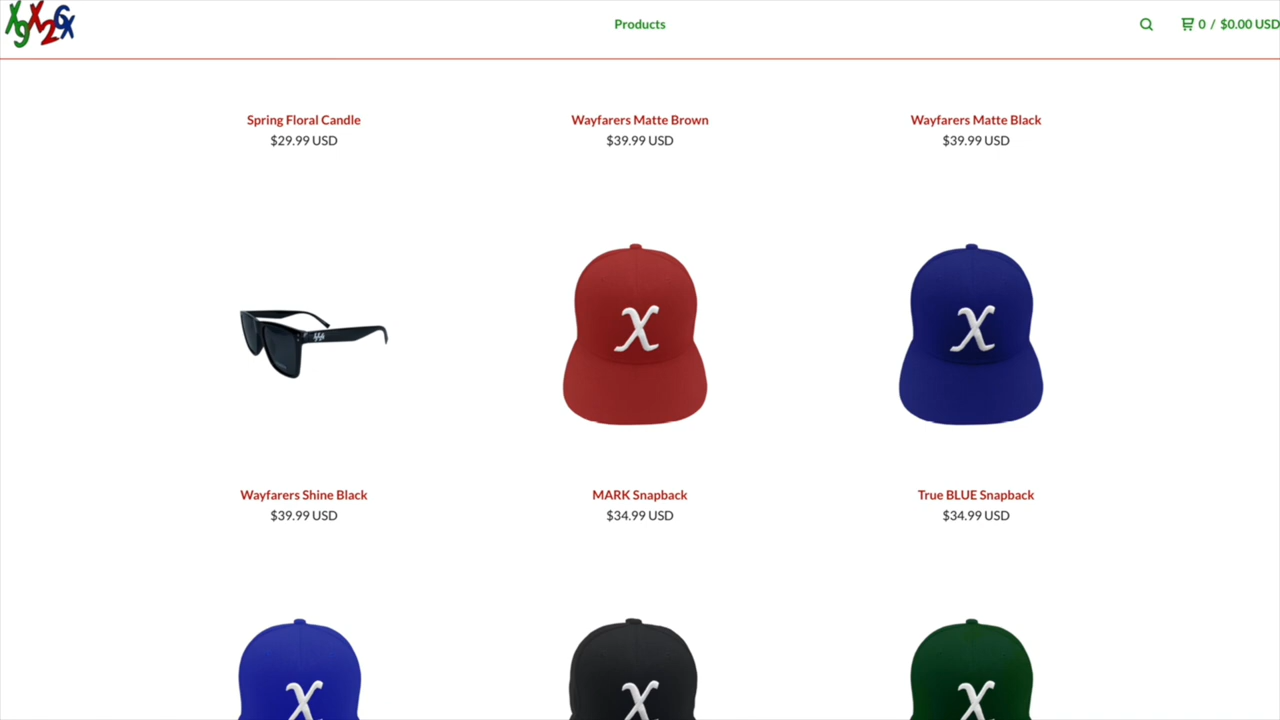 X9X26X
Products
0 / $0.00 USD
Spring Floral Candle
$29.99 USD
Wayfarers Matte Brown
$39.99 USD
Wayfarers Matte Black
$39.99 USD
X
X
Wayfarers Shine Black
$39.99 USD
MARK Snapback
$34.99 USD
True BLUE Snapback
$34.99 USD
X
X
X